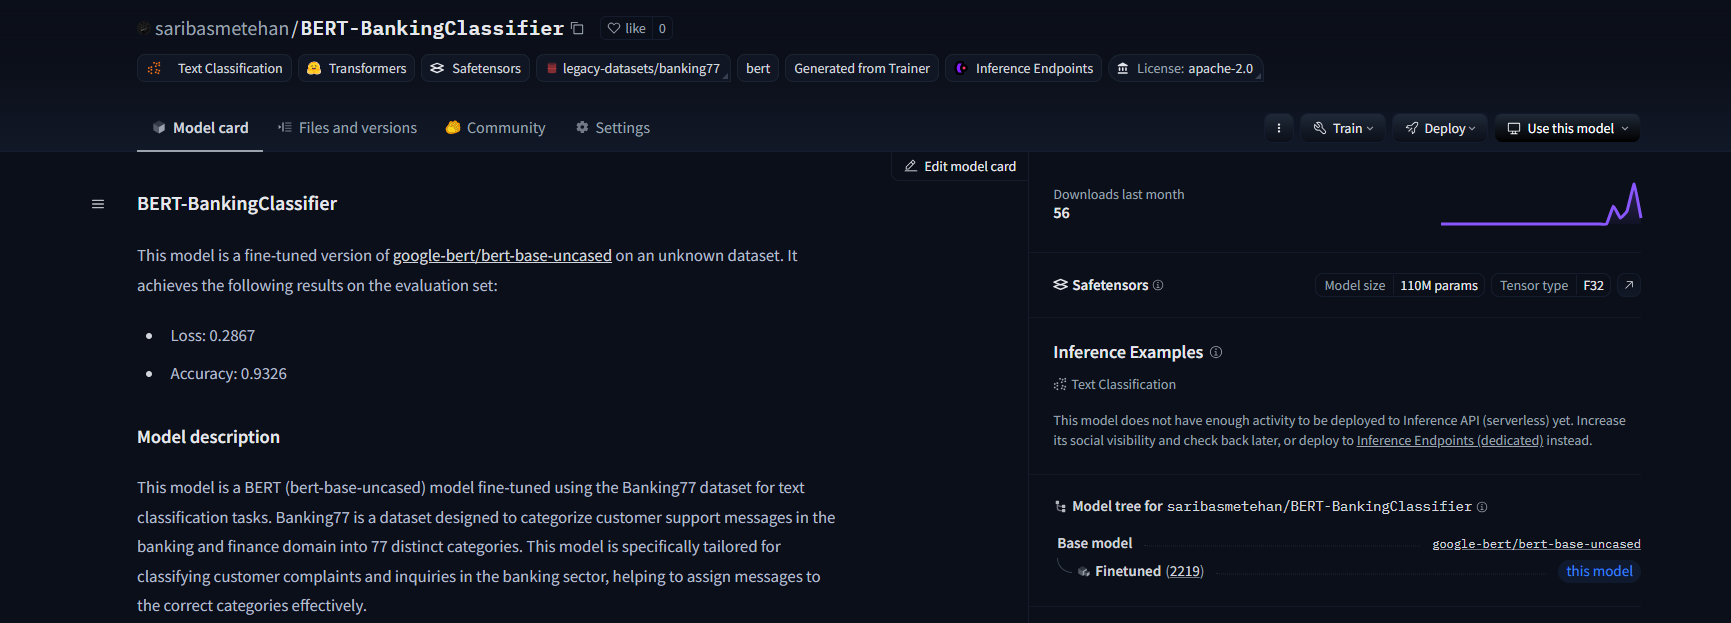 saribasmetehan/BERT-BankingClassifier like 0
Text Classification Transformers Safetensors legacy-datasets/banking77 bert Generated from Trainer Inference Endpoints License: apache-2.0
Model card Files and versions Community Settings Train Deploy Use this model
Edit model card
BERT-BankingClassifier
This model is a fine-tuned version of google-bert/bert-base-uncased on an unknown dataset. It
achieves the following results on the evaluation set:
Loss: 0.2867
Accuracy: 0.9326
Model description
This model is a BERT (bert-base-uncased) model fine-tuned using the Banking77 dataset for text
classification tasks. Banking77 is a dataset designed to categorize customer support messages in the
banking and finance domain into 77 distinct categories. This model is specifically tailored for
classifying customer complaints and inquiries in the banking sector, helping to assign messages to
the correct categories effectively.
Downloads last month
56
Safetensors Model size 110M params Tensor type F32
Inference Examples
Text Classification
This model does not have enough activity to be deployed to Inference API (serverless) yet. Increase
its social visibility and check back later, or deploy to Inference Endpoints (dedicated) instead.
Model tree for saribasmetehan/BERT-BankingClassifier
Base model google-bert/bert-base-uncased
Finetuned (2219) this model